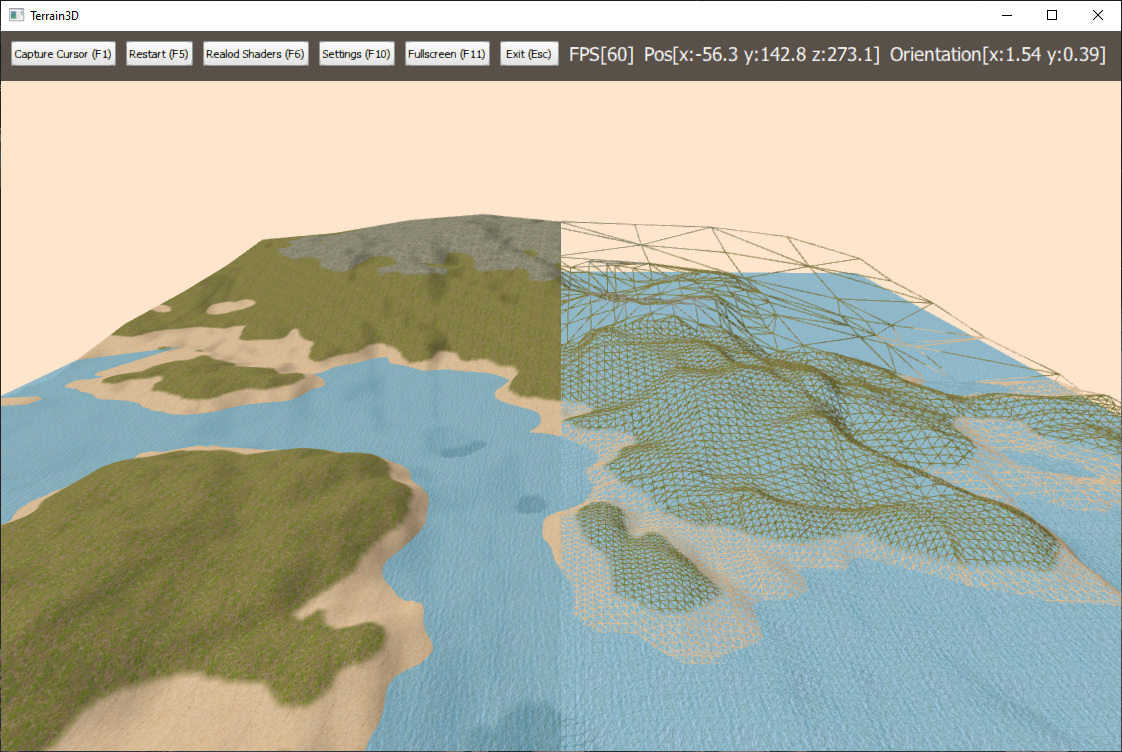 Terrain3D
Capture Cursor (F1) Restart (F5) Realod Shaders (F6) Settings (F10) Fullscreen (F11) Exit (Esc) FPS[60] Pos[x:-56.3 y:142.8 z:273.1] Orientation[x:1.54 y:0.39]